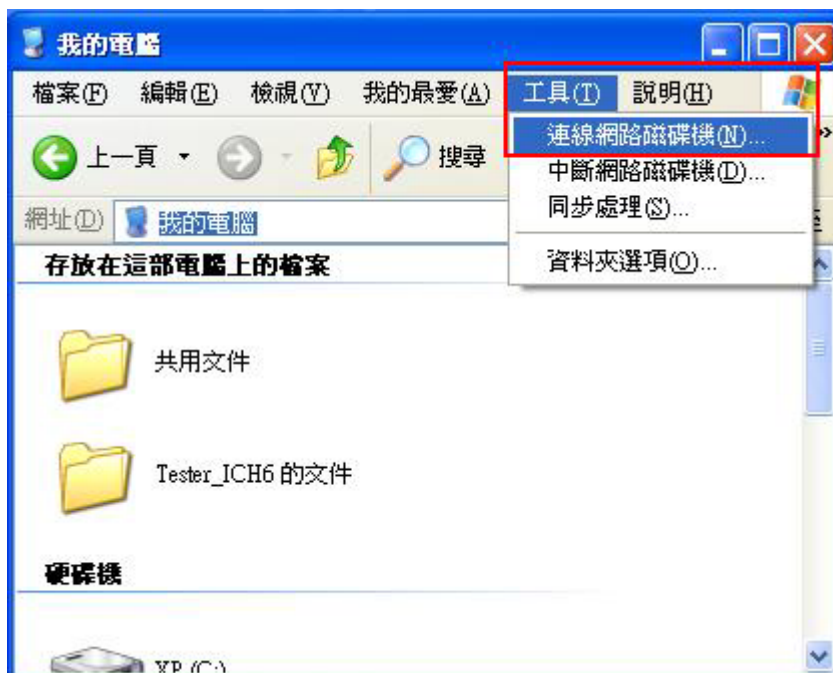 我的電腦
檔案(F) 編輯(E) 檢視(V) 我的最愛(A) 工具(T) 說明(H)
連線網路磁碟機(N)...
中斷網路磁碟機(D)...
同步處理(S)...
資料夾選項(O)...
上一頁 搜尋 »
網址(D) 我的電腦
存放在這部電腦上的檔案
共用文件
Tester_ICH6 的文件
硬碟機
XP (C:)